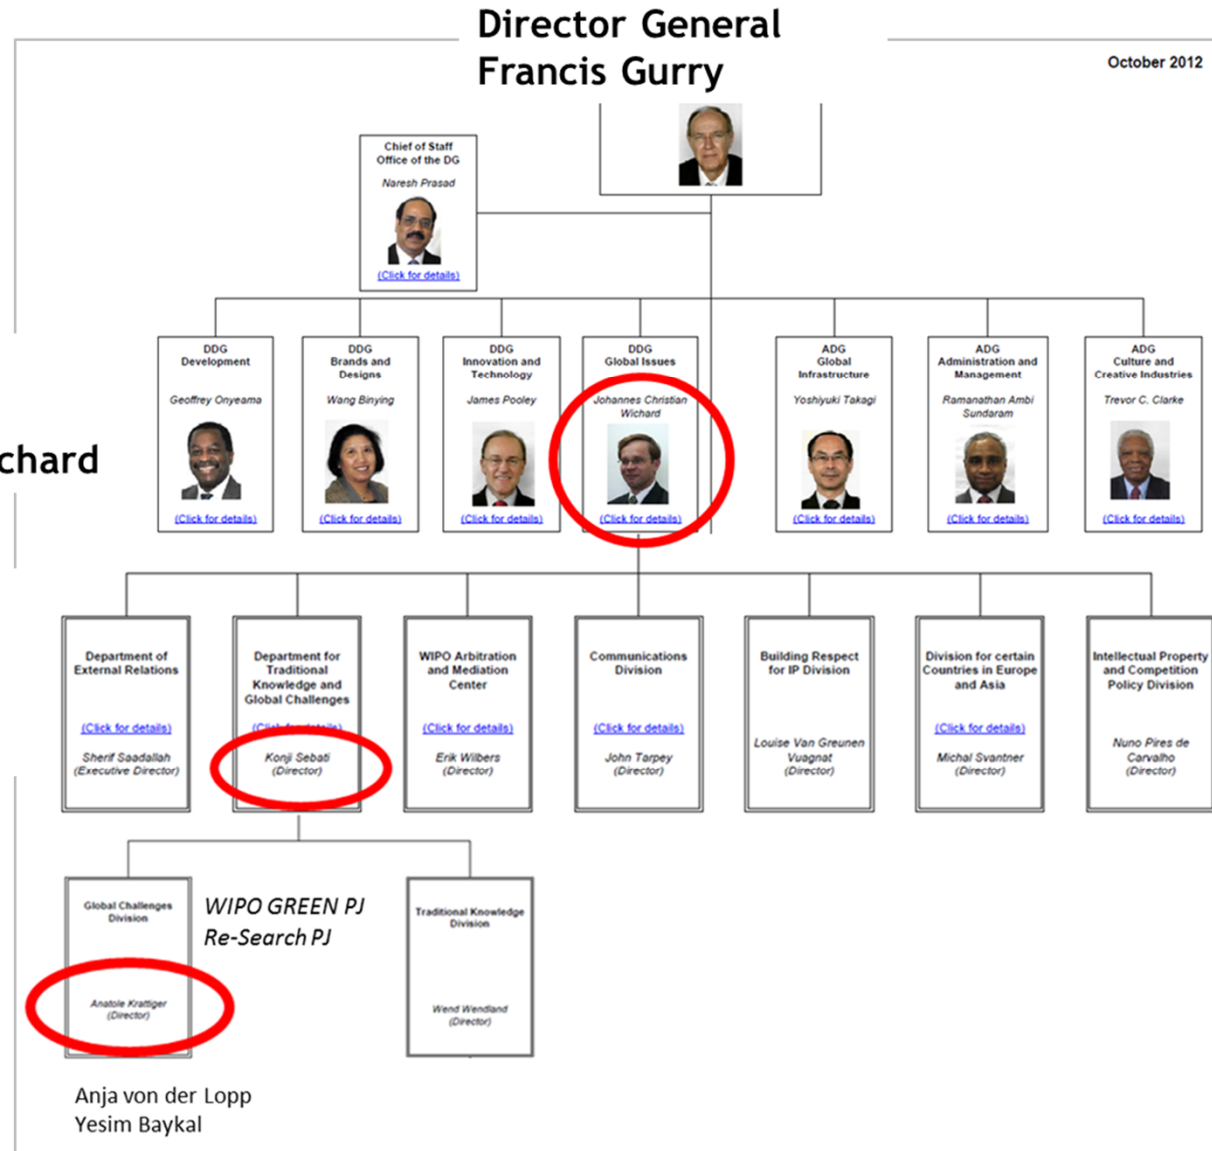 Director General
Francis Gurry
October 2012
Chief of Staff
Office of the DG
Naresh Prasad
(Click for details)
DDG
Development
Geoffrey Onyeama
(Click for details)
DDG
Brands and
Designs
Wang Binying
(Click for details)
DDG
Innovation and
Technology
James Pooley
(Click for details)
DDG
Global Issues
Johannes Christian
Wichard
(Click for details)
ADG
Global
Infrastructure
Yoshiyuki Takagi
(Click for details)
ADG
Administration and
Management
Ramanathan Ambi
Sundaram
(Click for details)
ADG
Culture and
Creative Industries
Trevor C. Clarke
(Click for details)
chard
Department of
External Relations
(Click for details)
Sherif Saadallah
(Executive Director)
Department for
Traditional
Knowledge and
Global Challenges
(Click for details)
Konji Sebati
(Director)
WIPO Arbitration
and Mediation
Center
(Click for details)
Erik Wilbers
(Director)
Communications
Division
(Click for details)
John Tarpey
(Director)
Building Respect
for IP Division
Louise Van Greunen
Vuagnat
(Director)
Division for certain
Countries in Europe
and Asia
(Click for details)
Michal Svantner
(Director)
Intellectual Property
and Competition
Policy Division
Nuno Pires de
Carvalho
(Director)
Global Challenges
Division
Anatole Krattiger
(Director)
WIPO GREEN PJ
Re-Search PJ
Traditional Knowledge
Division
Wend Wendland
(Director)
Anja von der Lopp
Yesim Baykal